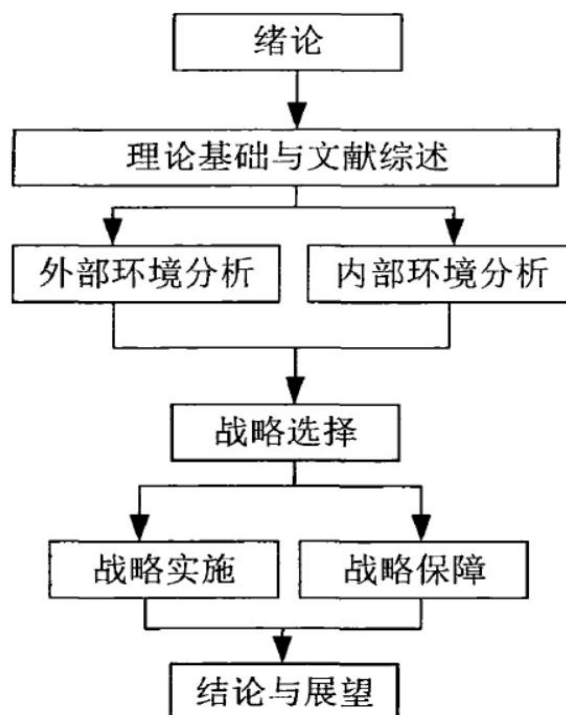 绪论
理论基础与文献综述
外部环境分析
内部环境分析
战略选择
战略实施
战略保障
结论与展望